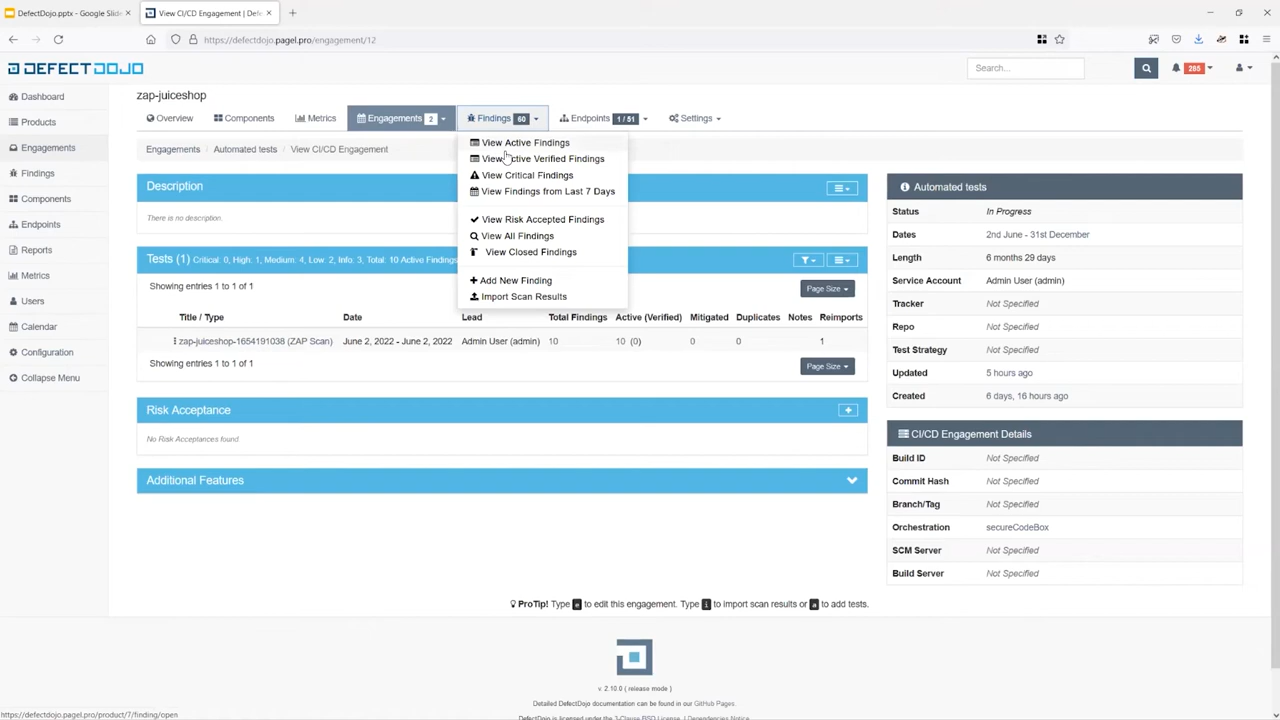 DefectDojo.pptx - Google Slide
View CI/CD Engagement | Def
https://defectdojo.pagel.pro/engagement/12
DEFECTDOJO
Search...
285
Dashboard
Products
Engagements
Findings
Components
Endpoints
Reports
Metrics
Users
Calendar
Configuration
Collapse Menu
zap-juiceshop
Overview
Components
Metrics
Engagements 2
Findings 60
Endpoints 1 / 51
Settings
View Active Findings
View Active Verified Findings
View Critical Findings
View Findings from Last 7 Days
View Risk Accepted Findings
View All Findings
View Closed Findings
Add New Finding
Import Scan Results
Engagements Automated tests View CI/CD Engagement
Description
There is no description.
Tests (1) Critical: 0, High: 1, Medium: 4, Low: 2, Info: 3, Total: 10 Active Findings
Showing entries 1 to 1 of 1
Page Size
Title / Type Date Lead Total Findings Active (Verified) Mitigated Duplicates Notes Reimports
zap-juiceshop-1654191038 (ZAP Scan) June 2, 2022 - June 2, 2022 Admin User (admin) 10 10 (0) 0 0 1
Showing entries 1 to 1 of 1
Page Size
Risk Acceptance
No Risk Acceptances found.
Additional Features
Automated tests
Status In Progress
Dates 2nd June - 31st December
Length 6 months 29 days
Service Account Admin User (admin)
Tracker Not Specified
Repo Not Specified
Test Strategy Not Specified
Updated 5 hours ago
Created 6 days, 16 hours ago
CI/CD Engagement Details
Build ID Not Specified
Commit Hash Not Specified
Branch/Tag Not Specified
Orchestration secureCodeBox
SCM Server Not Specified
Build Server Not Specified
ProTip! Type e to edit this engagement. Type i to import scan results or a to add tests.
v. 2.10.0 ( release mode )
Detailed DefectDojo documentation can be found on our GitHub Pages.
DefectDojo is licensed under the 3-Clause BSD License. | Dependencies Notice
https://defectdojo.pagel.pro/product/7/finding/open